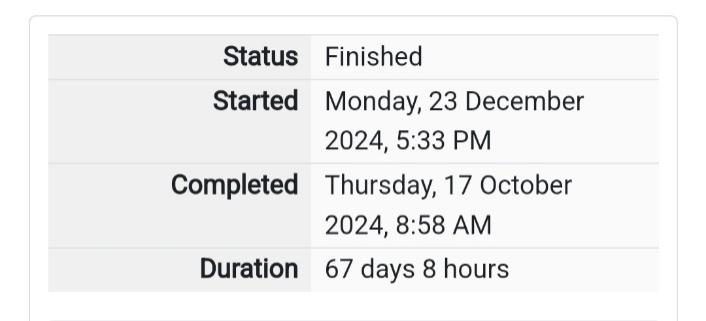 Status Finished
Started Monday, 23 December
2024, 5:33 PM
Completed Thursday, 17 October
2024, 8:58 AM
Duration 67 days 8 hours